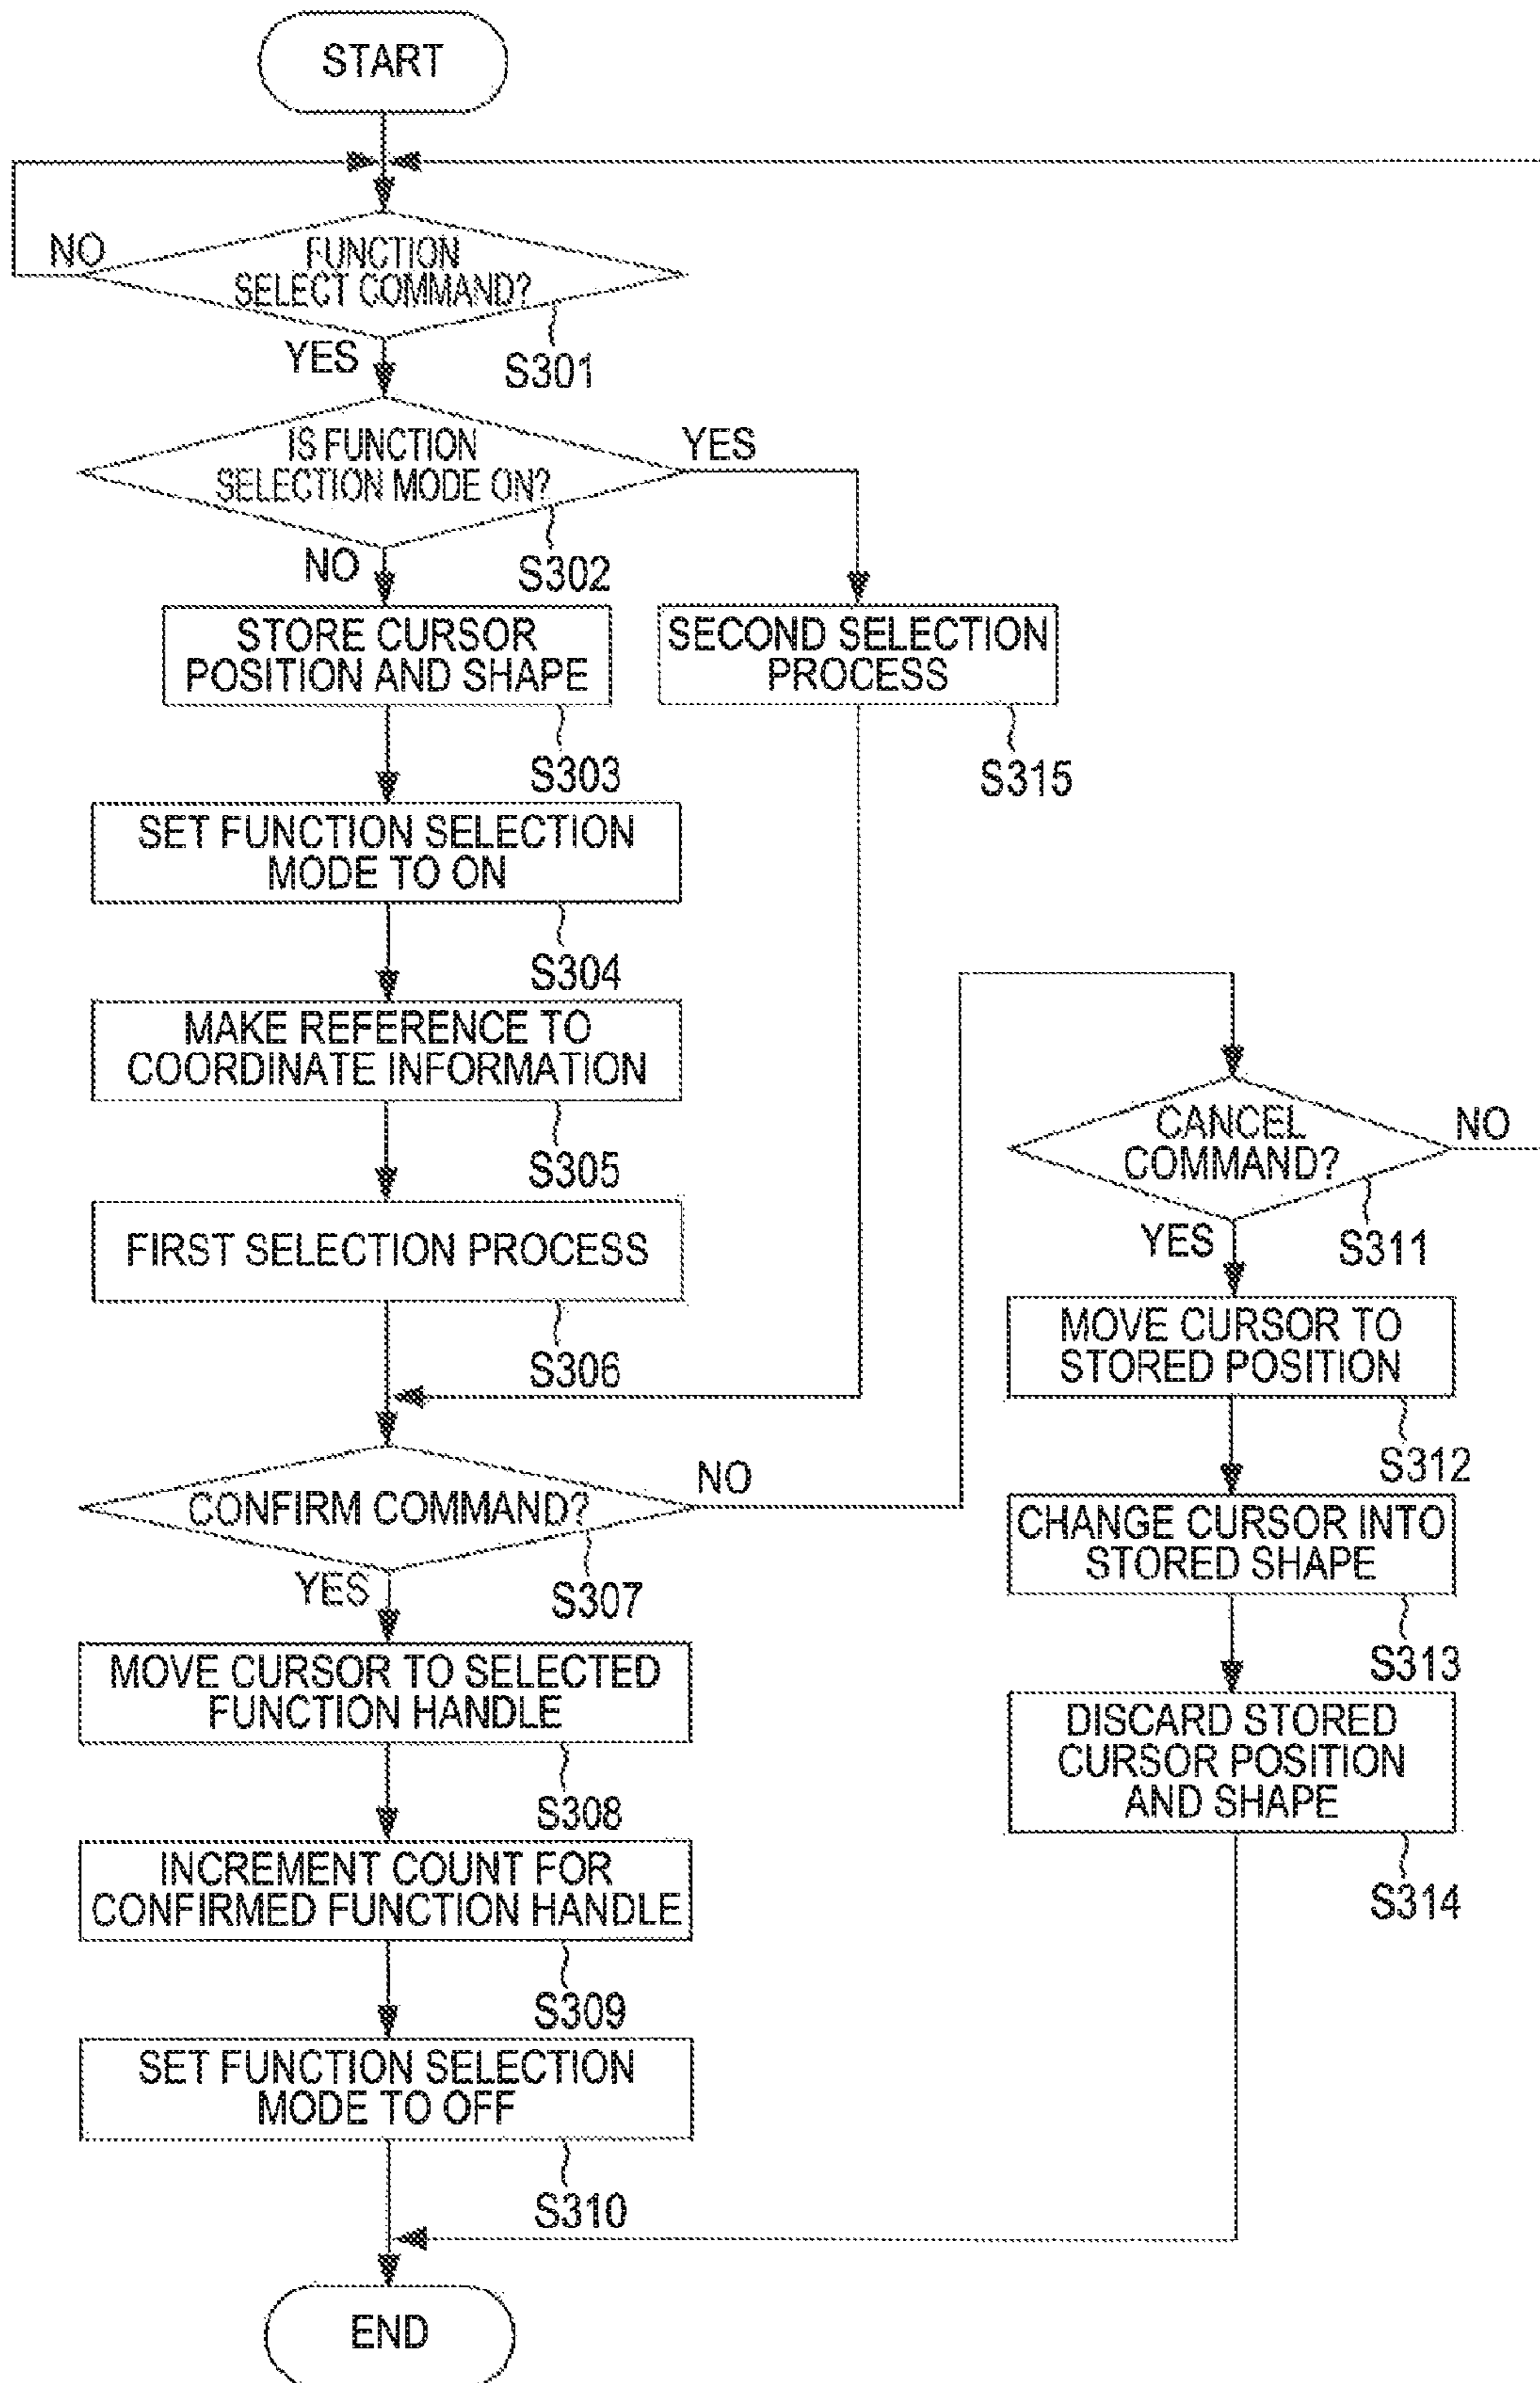 START
NO
FUNCTION
SELECT COMMAND?
YES
S301
IS FUNCTION
SELECTION MODE ON?
YES
NO
S302
STORE CURSOR
POSITION AND SHAPE
S303
SECOND SELECTION
PROCESS
S315
SET FUNCTION SELECTION
MODE TO ON
S304
MAKE REFERENCE TO
COORDINATE INFORMATION
S305
FIRST SELECTION PROCESS
S306
CONFIRM COMMAND?
NO
YES
S307
MOVE CURSOR TO SELECTED
FUNCTION HANDLE
S308
INCREMENT COUNT FOR
CONFIRMED FUNCTION HANDLE
S309
SET FUNCTION SELECTION
MODE TO OFF
S310
CANCEL
COMMAND?
NO
YES
S311
MOVE CURSOR TO
STORED POSITION
S312
CHANGE CURSOR INTO
STORED SHAPE
S313
DISCARD STORED
CURSOR POSITION
AND SHAPE
S314
END